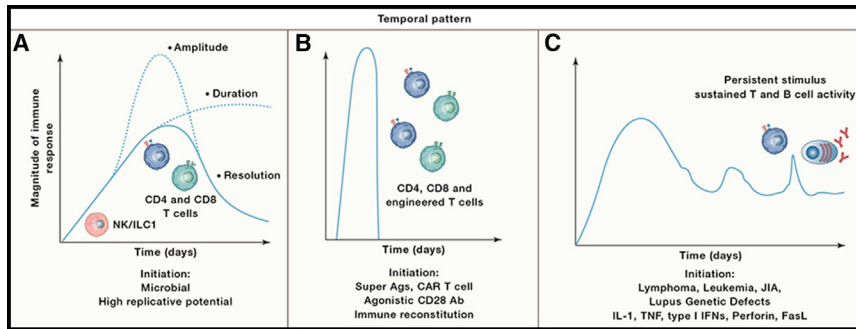 Temporal pattern
A
Magnitude of immune
response
• Amplitude
• Duration
• Resolution
CD4 and CD8
T cells
NK/ILC1
Time (days)
Initiation:
Microbial
High replicative potential
B
CD4, CD8 and
engineered T cells
Time (days)
Initiation:
Super Ags, CAR T cell
Agonistic CD28 Ab
Immune reconstitution
C
Persistent stimulus
sustained T and B cell activity
Time (days)
Initiation:
Lymphoma, Leukemia, JIA,
Lupus Genetic Defects
IL-1, TNF, type I IFNs, Perforin, FasL